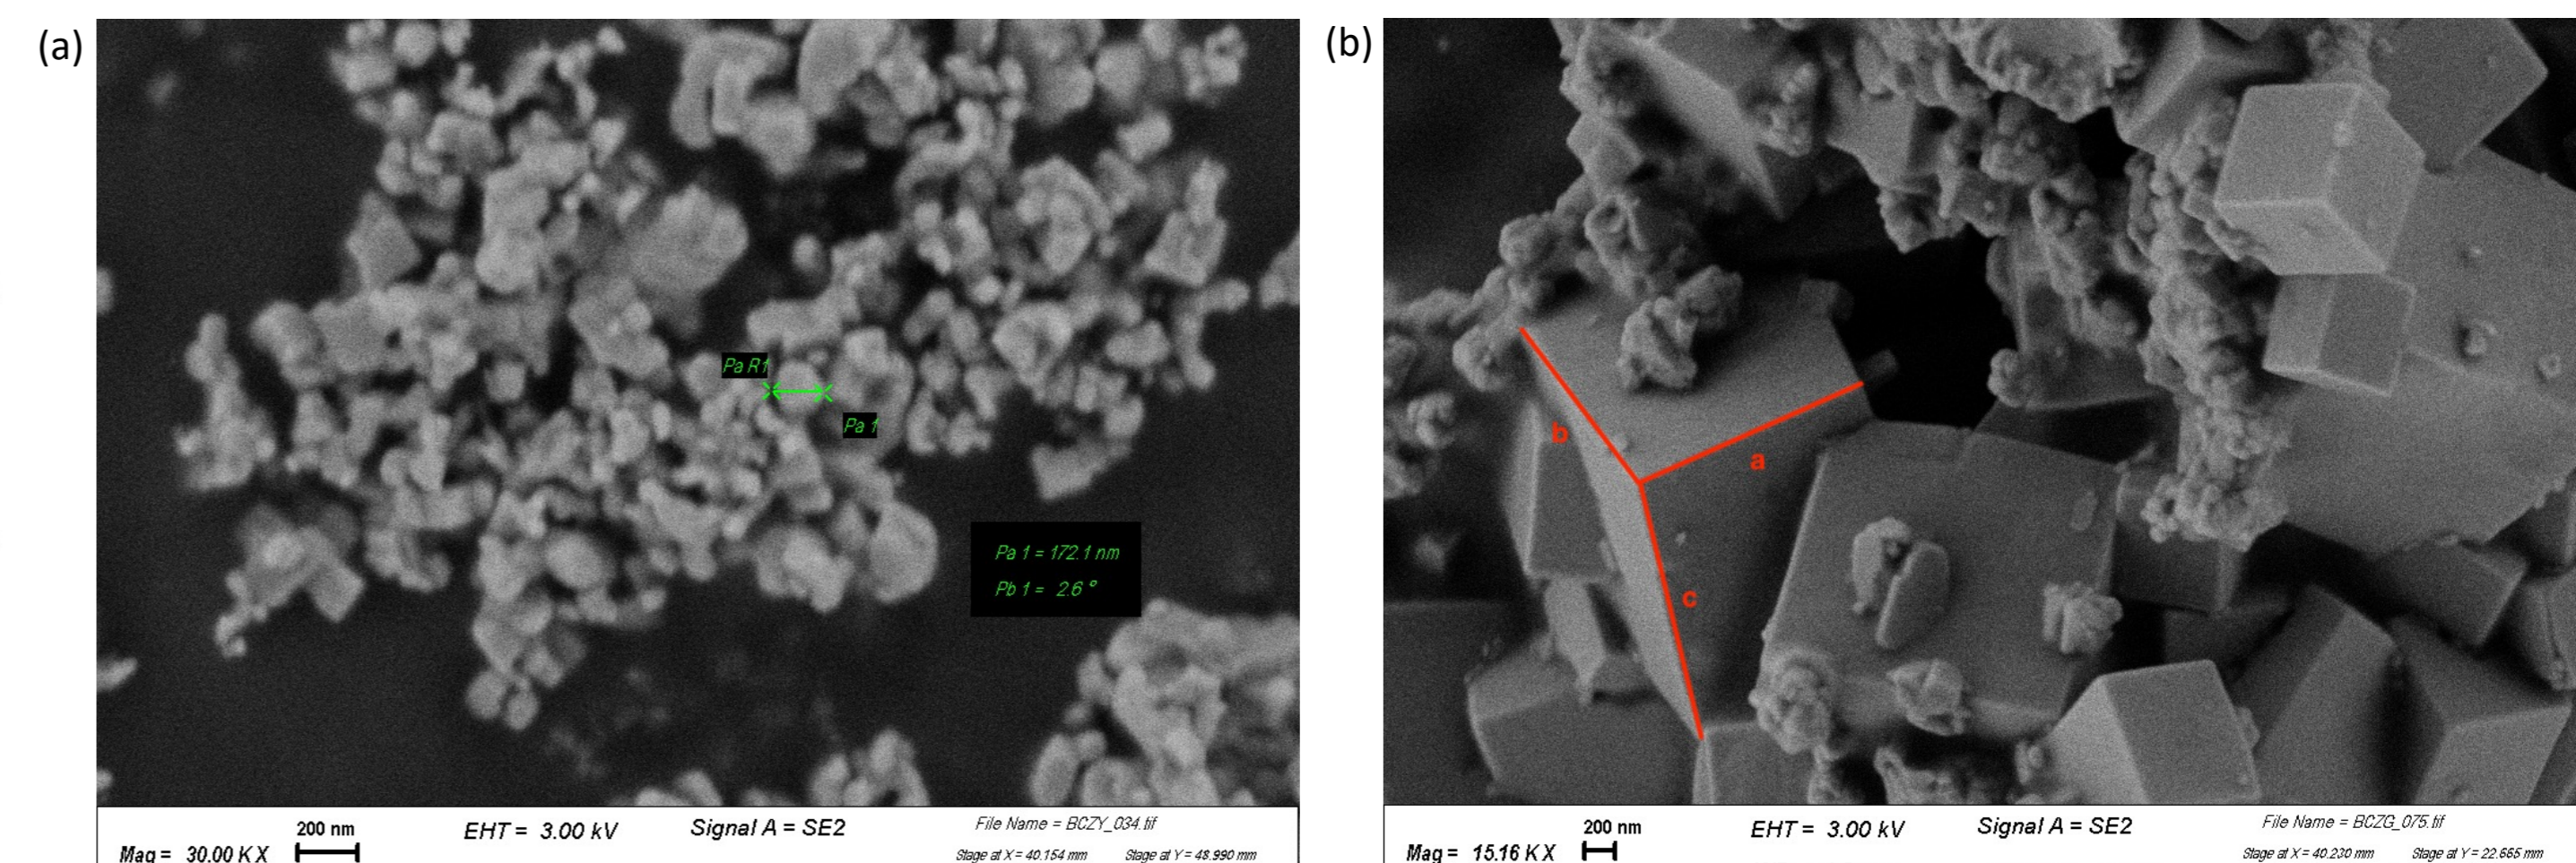 (a)
Pa R1
Pa 1
Pa 1 = 172.1 nm
Pb 1 = 2.6 °
200 nm
Mag = 30.00 K X
EHT = 3.00 kV
Signal A = SE2
File Name = BCZY_034.tif
Stage at X = 40.154 mm
Stage at Y = 48.990 mm
(b)
b
a
c
200 nm
Mag = 15.16 K X
EHT = 3.00 kV
Signal A = SE2
File Name = BCZG_075.tif
Stage at X = 40.230 mm
Stage at Y = 22.665 mm